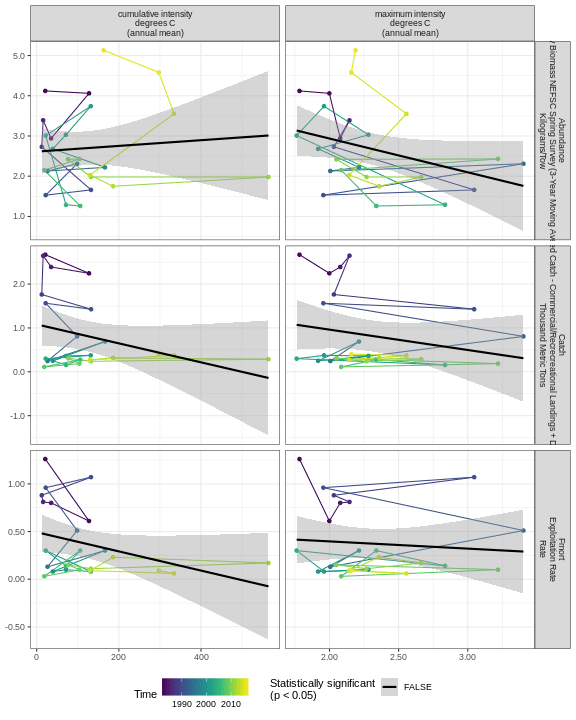 cumulative intensity
degrees C
(annual mean)
maximum intensity
degrees C
(annual mean)
5.0
4.0
3.0
2.0
1.0
Abundance
Biomass NEFSC Spring Survey (3-Year Moving
Kilograms/Tow
2.0
1.0
0.0
-1.0
Catch
Catch - Commercial/Recreational Landings +
Thousand Metric Tons
1.00
0.50
0.00
-0.50
Fmort
Exploitation Rate
Rate
0
200
400
2.00
2.50
3.00
Time
1990
2000
2010
Statistically significant
(p < 0.05)
FALSE